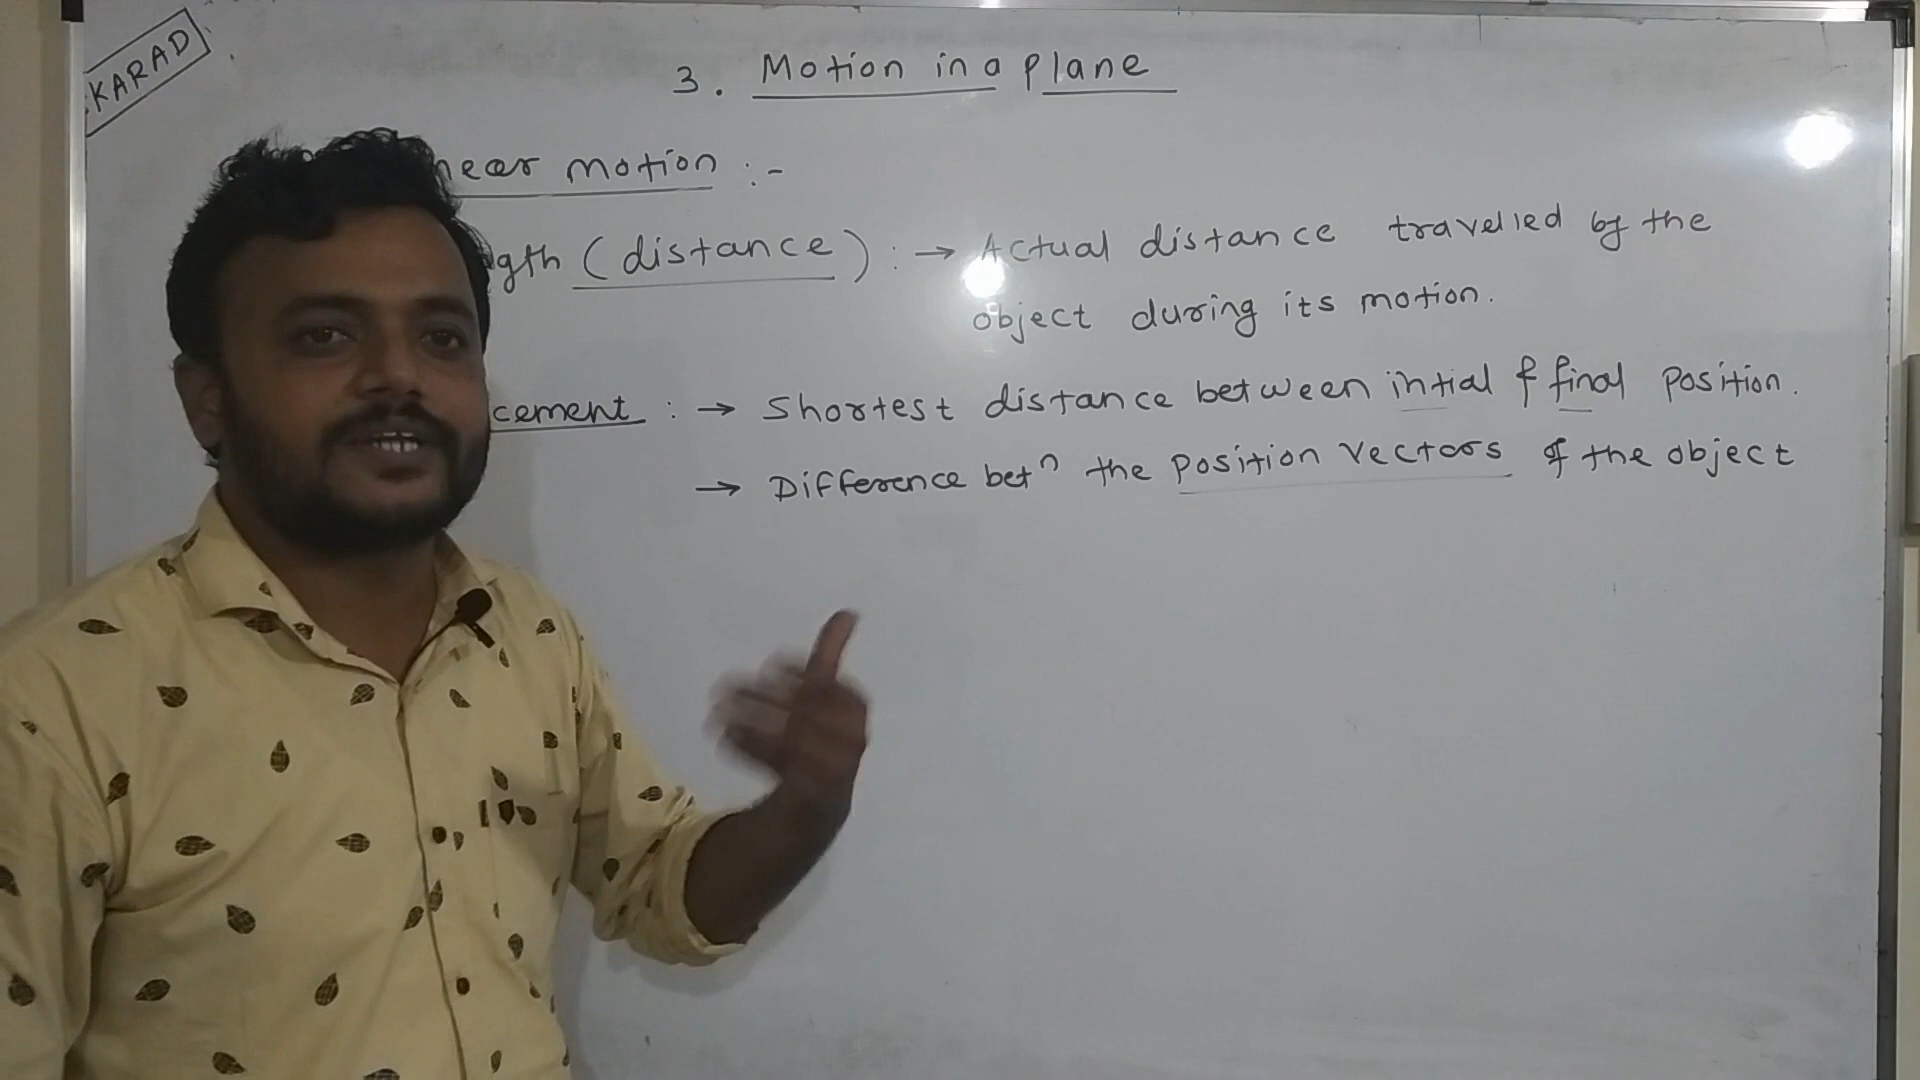 KARAD
3. Motion in a plane
near motion :-
gth (distance) : → Actual distance travelled by the
object during its motion.
cement : → Shortest distance between intial & final position.
→ Difference betⁿ the position vectors of the object